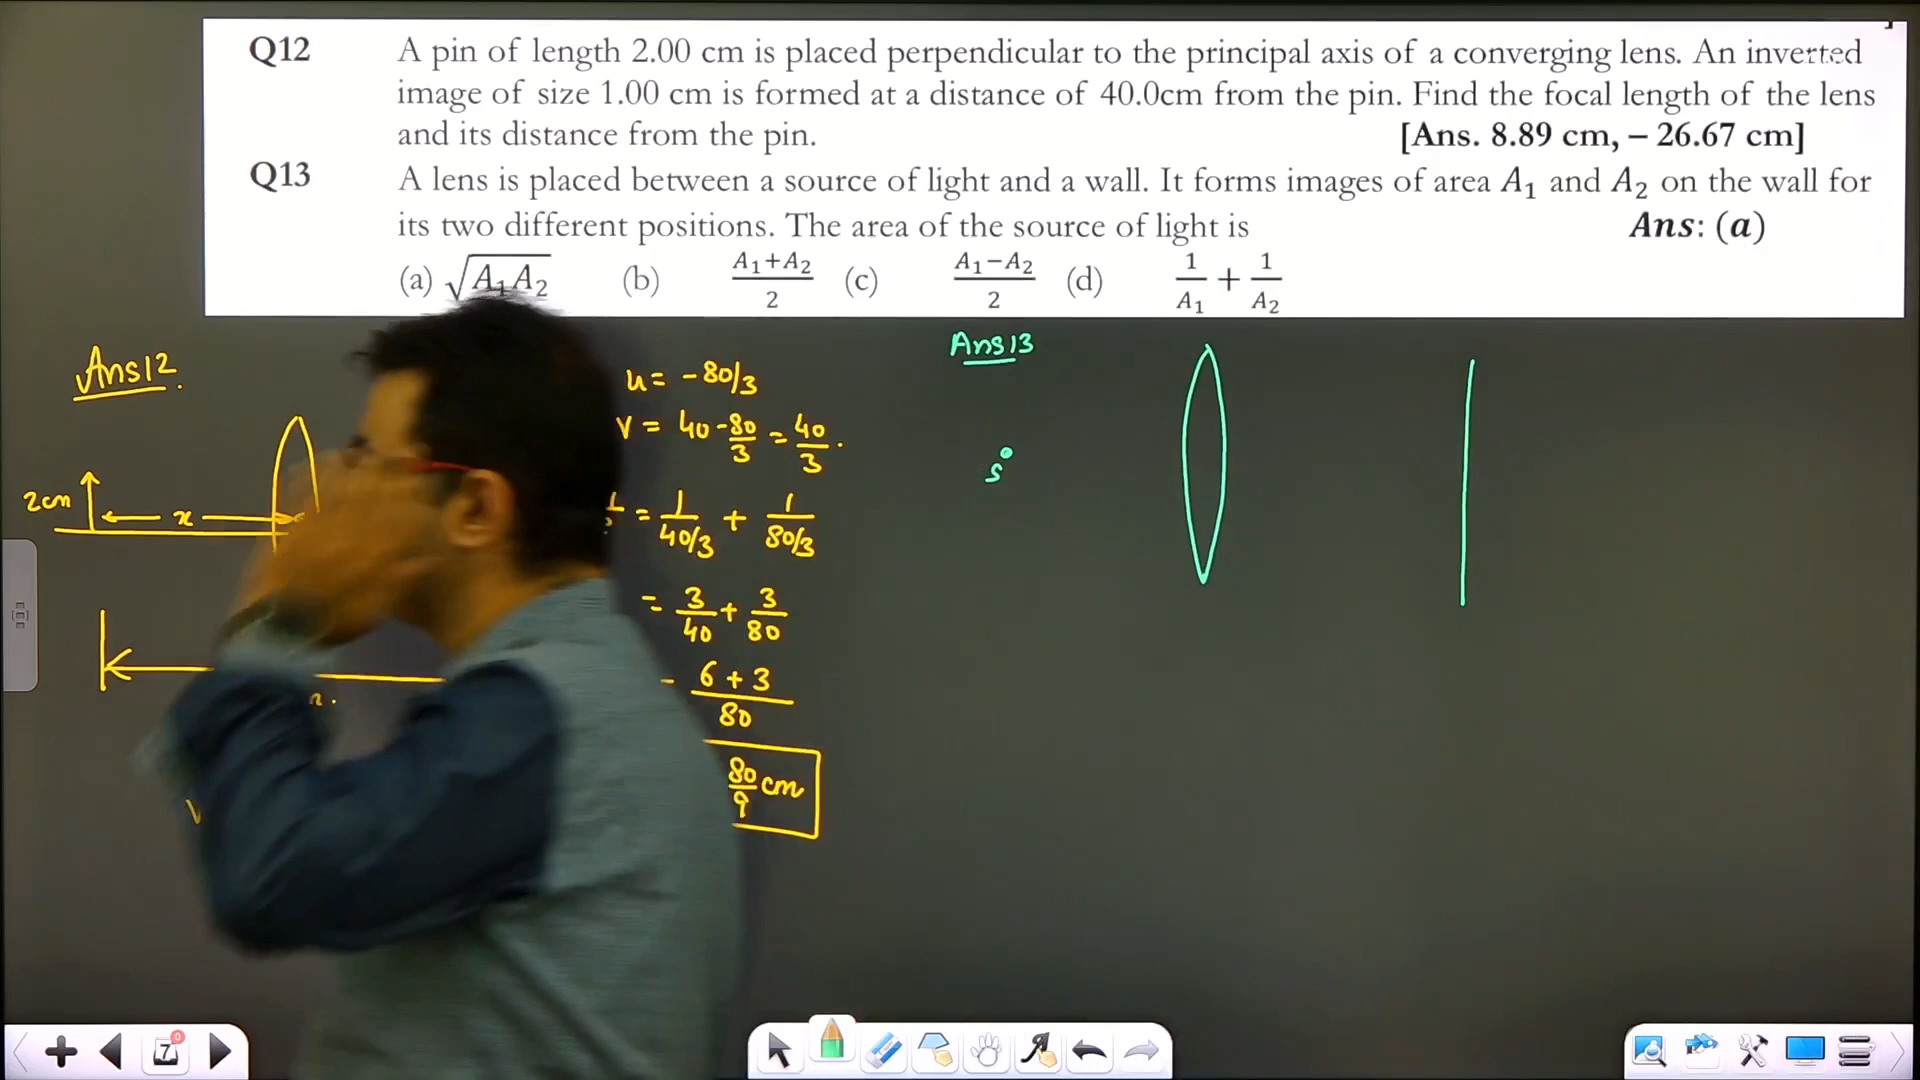 Q12 A pin of length 2.00 cm is placed perpendicular to the principal axis of a converging lens. An inverted
image of size 1.00 cm is formed at a distance of 40.0cm from the pin. Find the focal length of the lens
and its distance from the pin. [Ans. 8.89 cm, – 26.67 cm]
Q13 A lens is placed between a source of light and a wall. It forms images of area A₁ and A₂ on the wall for
its two different positions. The area of the source of light is Ans: (a)
(a) √A₁A₂ (b) A₁+A₂/2 (c) A₁−A₂/2 (d) 1/A₁ + 1/A₂
Ans12.
2cm
x
u = -80/3
v = 40 - 80/3 = 40/3.
= 1/40/3 + 1/80/3
= 3/40 + 3/80
6 + 3/80
80/9 cm
Ans13
S
7
0